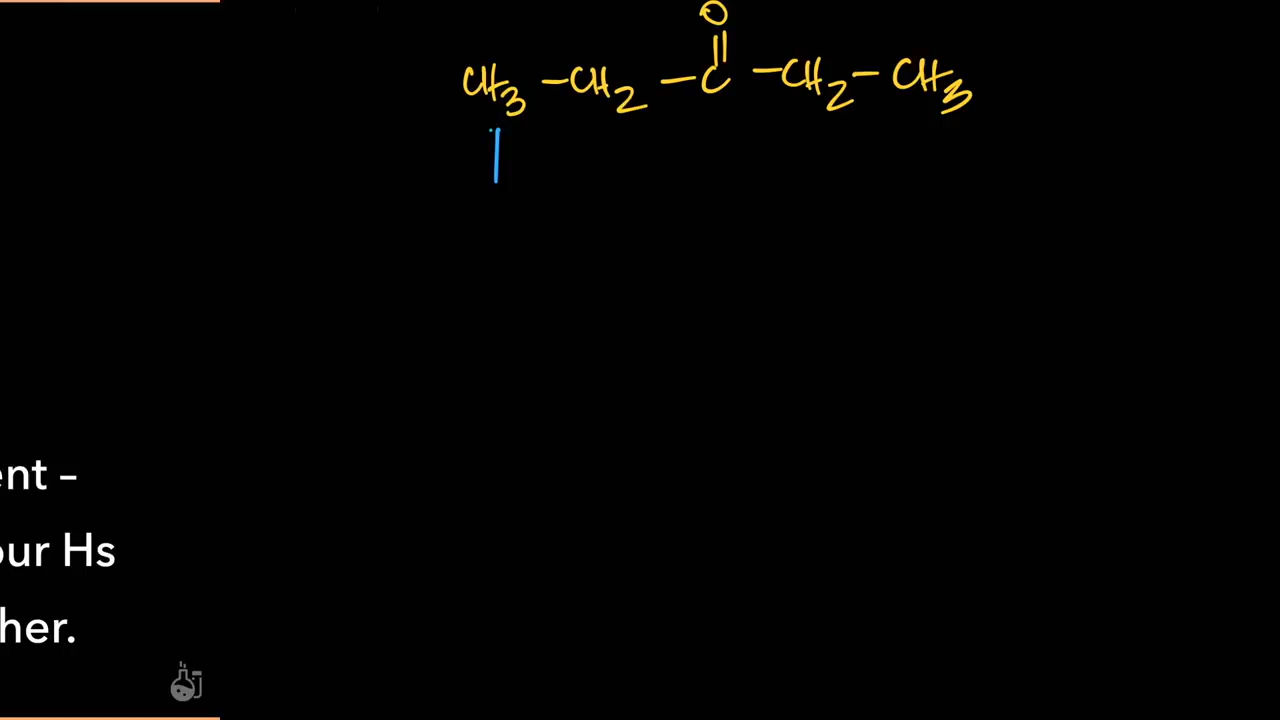 O
||
CH3 – CH2 – C – CH2 – CH3
ent –
our Hs
her.